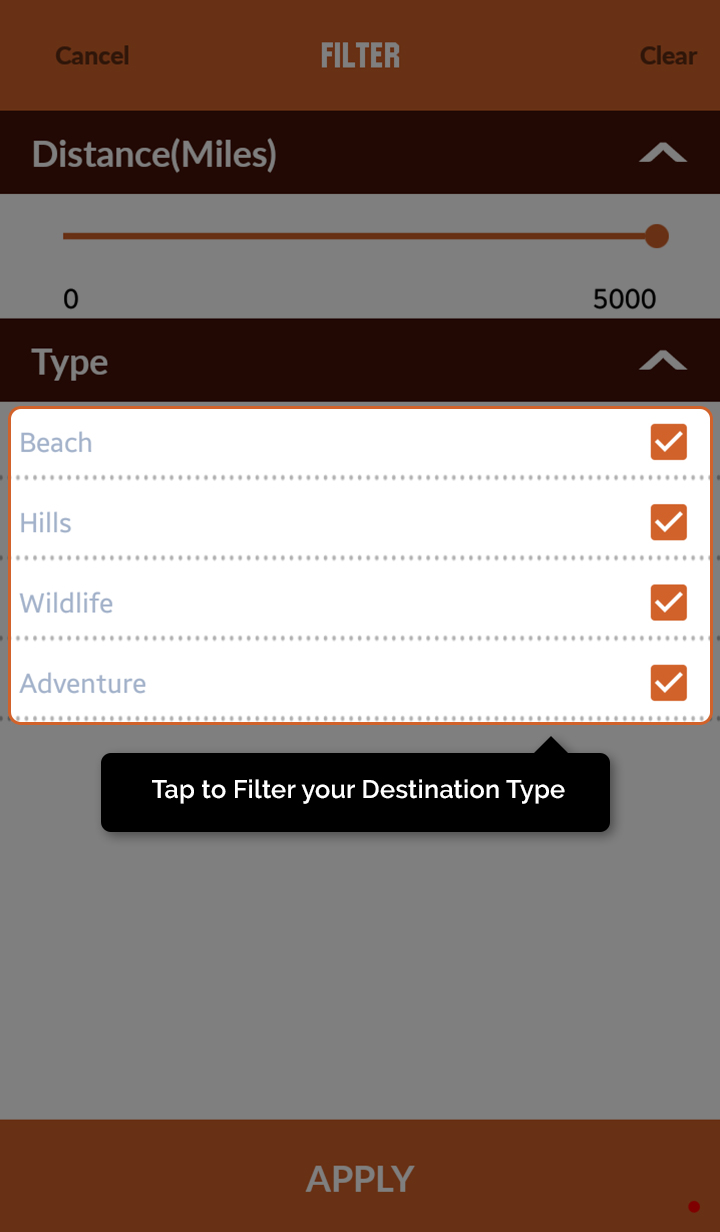 Cancel FILTER Clear
Distance(Miles)
0 5000
Type
Beach
Hills
Wildlife
Adventure
Tap to Filter your Destination Type
APPLY